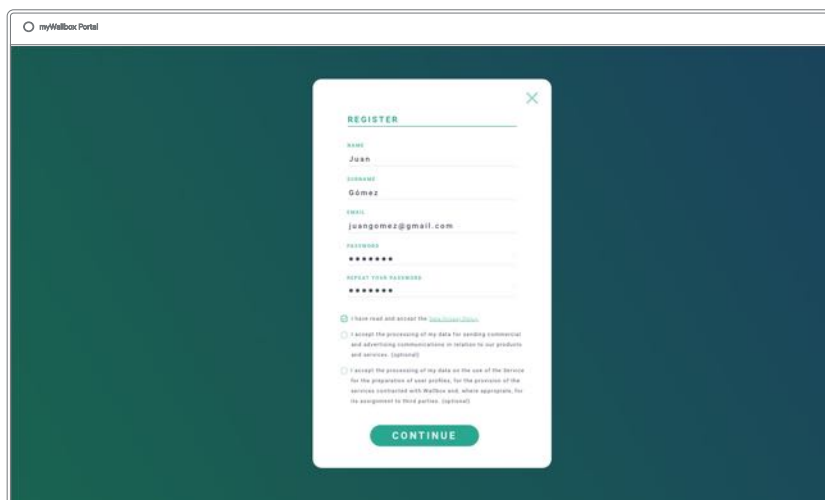 myWallbox Portal
REGISTER
NAME
Juan
SURNAME
Gómez
EMAIL
juangomez@gmail.com
PASSWORD
•••••••
REPEAT YOUR PASSWORD
•••••••
I have read and accept the Data Privacy Policy
I accept the processing of my data for sending commercial
and advertising communications in relation to our products
and services. (optional)
I accept the processing of my data on the use of the Service
for the preparation of user profiles, for the provision of the
services contracted with Wallbox and, where appropriate, for
its assignment to third parties. (optional)
CONTINUE